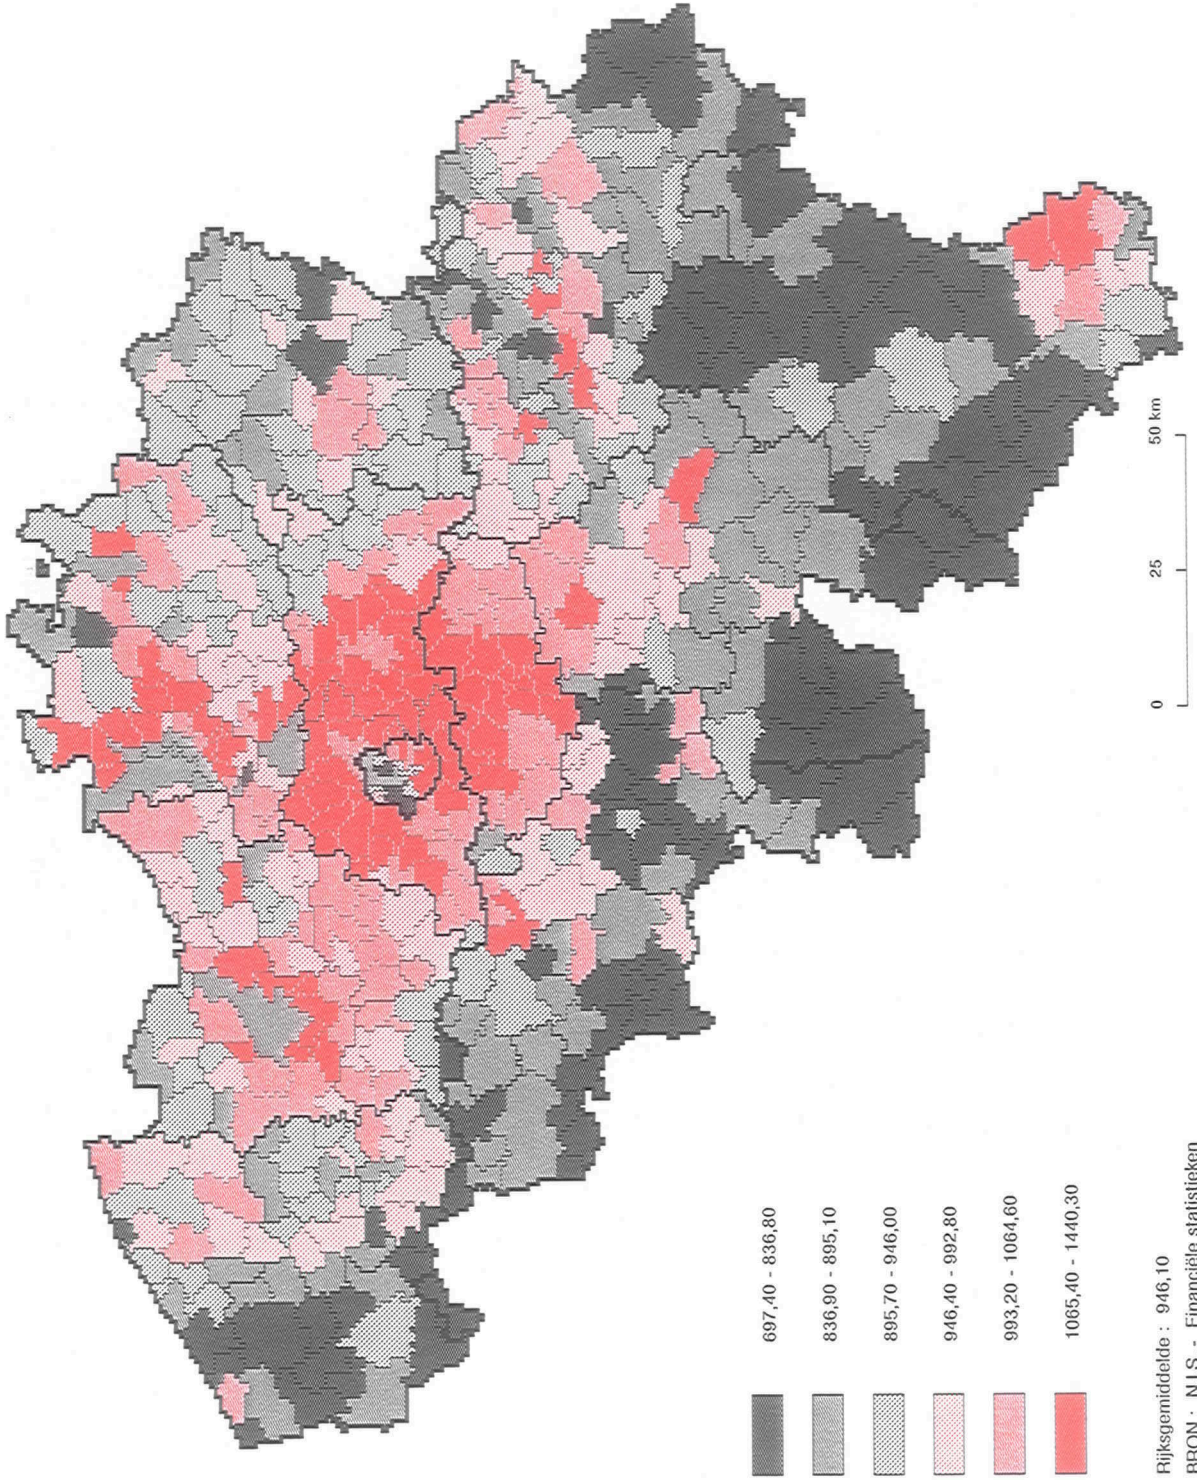 0 25 50 km
697,40 - 836,80
836,90 - 895,10
895,70 - 946,00
946,40 - 992,80
993,20 - 1064,60
1065,40 - 1440,30
Rijksgemiddelde : 946,10
BRON : N.I.S. - Financiële statistieken